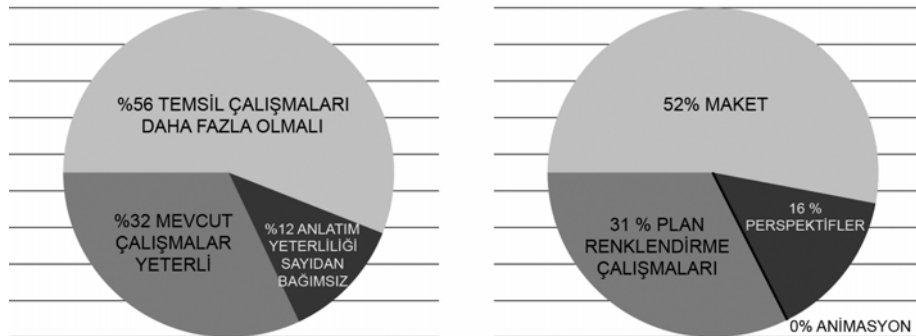 %56 TEMSİL ÇALIŞMALARI
DAHA FAZLA OLMALI
%32 MEVCUT
ÇALIŞMALAR
YETERLİ
%12 ANLATIM
YETERLİLİĞİ
SAYIDAN
BAĞIMSIZ
52% MAKET
31 % PLAN
RENKLENDİRME
ÇALIŞMALARI
16 %
PERSPEKTİFLER
0% ANİMASYON